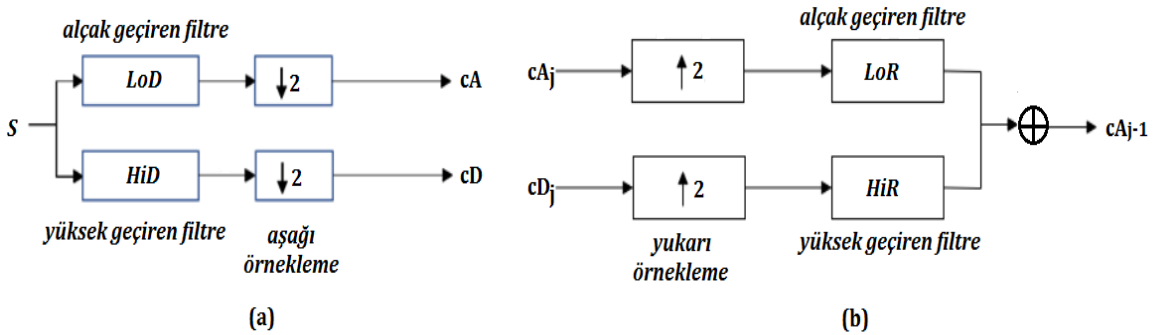 alçak geçiren filtre
LoD
↓2
cA
S
HiD
↓2
cD
yüksek geçiren filtre
aşağı
örnekleme
(a)
alçak geçiren filtre
cAj
↑2
LoR
cAj-1
cDj
↑2
HiR
yukarı
örnekleme
yüksek geçiren filtre
(b)